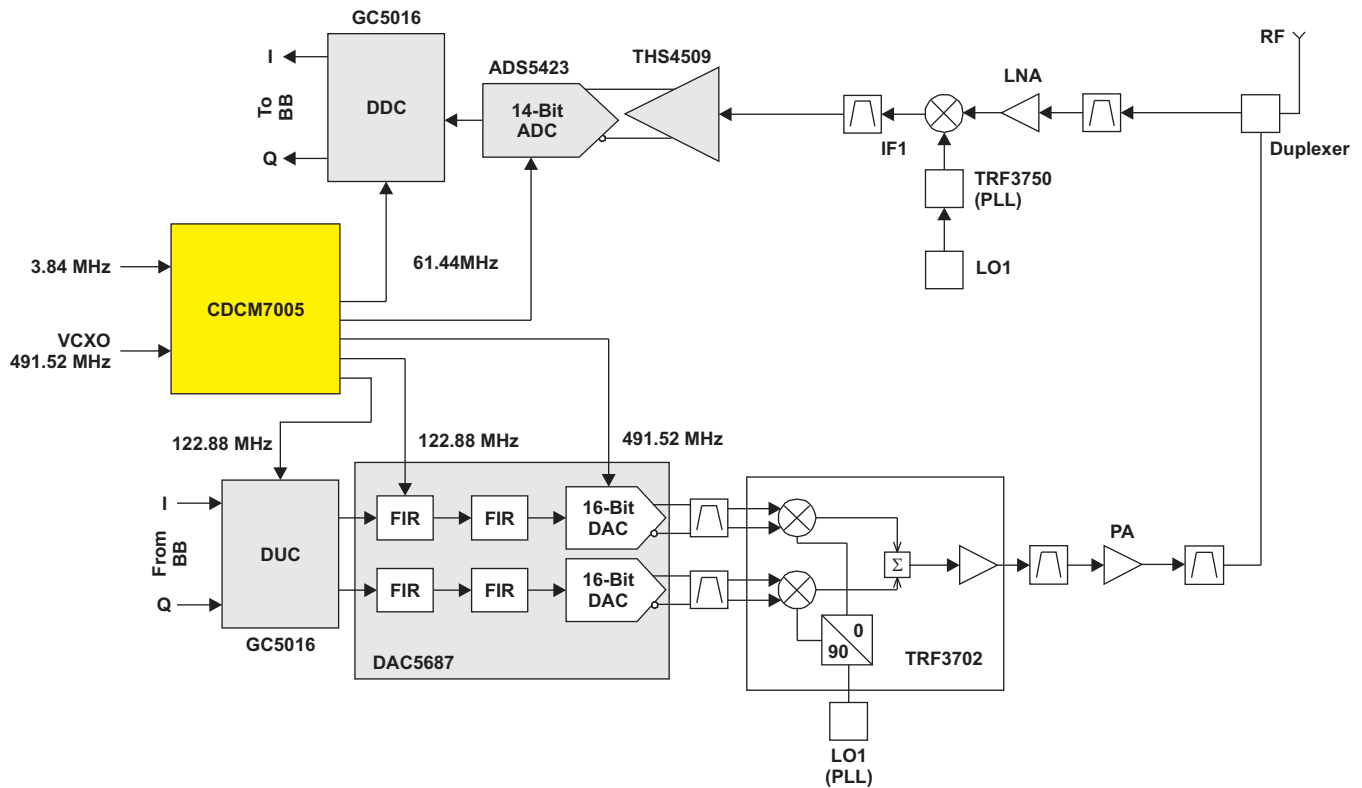 GC5016
I
To
BB
Q
DDC
ADS5423
14-Bit
ADC
THS4509
IF1
LNA
RF
Duplexer
TRF3750
(PLL)
LO1
3.84 MHz
VCXO
491.52 MHz
CDCM7005
61.44MHz
122.88 MHz
122.88 MHz
491.52 MHz
I
From
BB
Q
DUC
GC5016
FIR
FIR
16-Bit
DAC
FIR
FIR
16-Bit
DAC
DAC5687
Σ
0
90
TRF3702
LO1
(PLL)
PA